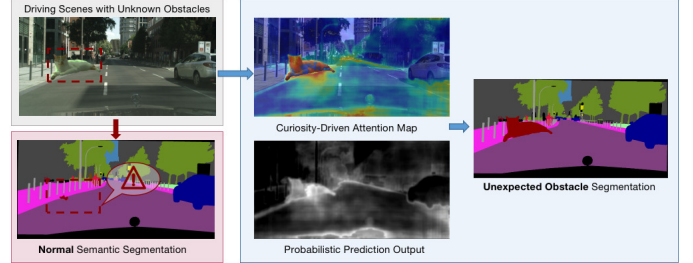 Driving Scenes with Unknown Obstacles
Curiosity-Driven Attention Map
Normal Semantic Segmentation
Probabilistic Prediction Output
Unexpected Obstacle Segmentation